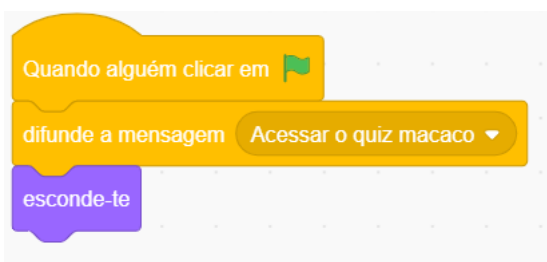 Quando alguém clicar em
difunde a mensagem Acessar o quiz macaco
esconde-te